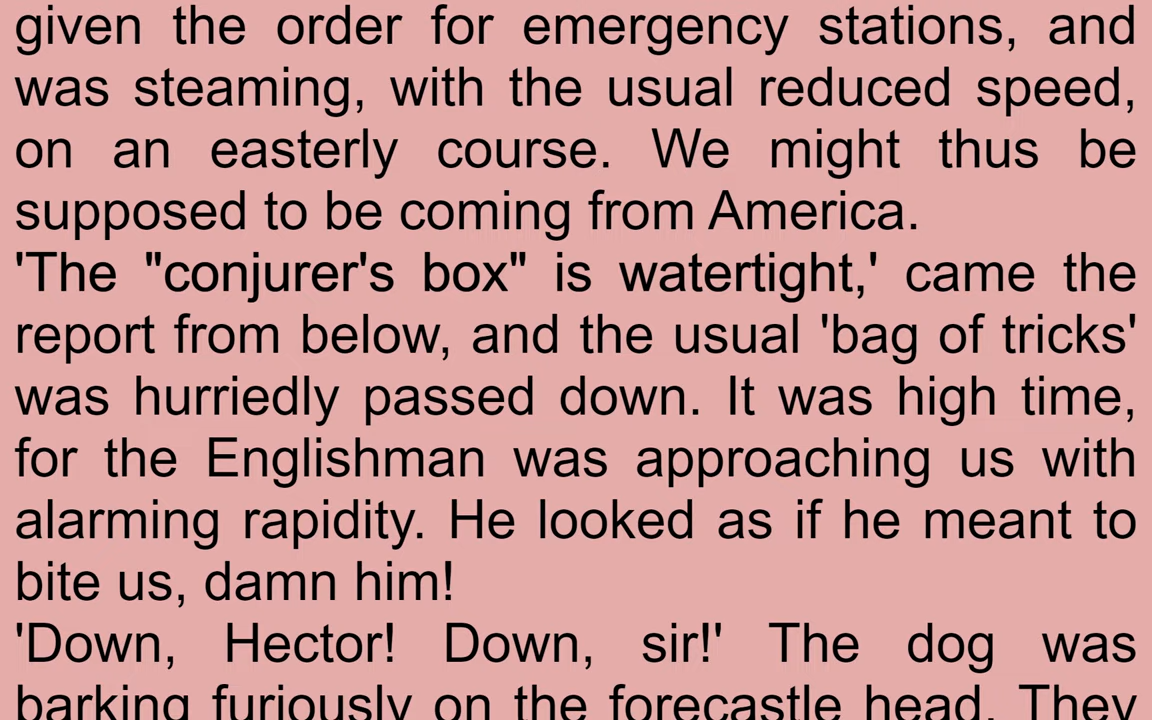 given the order for emergency stations, and
was steaming, with the usual reduced speed,
on an easterly course. We might thus be
supposed to be coming from America.
'The "conjurer's box" is watertight,' came the
report from below, and the usual 'bag of tricks'
was hurriedly passed down. It was high time,
for the Englishman was approaching us with
alarming rapidity. He looked as if he meant to
bite us, damn him!
'Down, Hector! Down, sir!' The dog was
barking furiously on the forecastle head. They